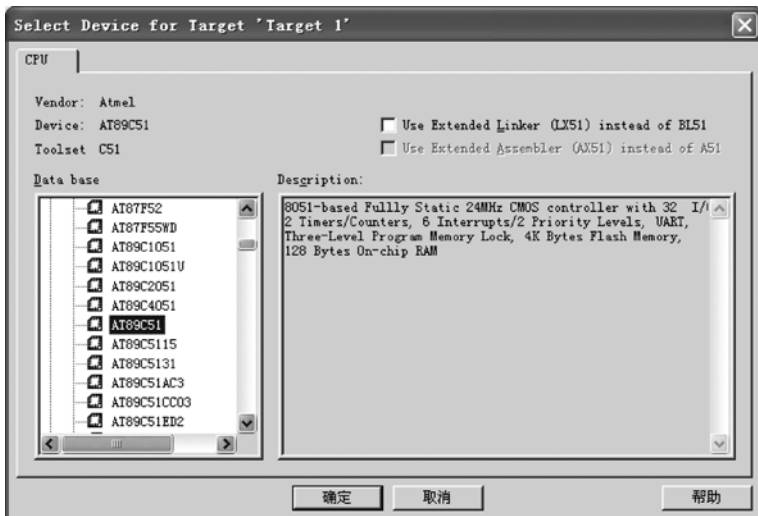 Select Device for Target 'Target 1'
CPU
Vendor: Atmel
Device: AT89C51
Toolset C51
Use Extended Linker (LX51) instead of BL51
Use Extended Assembler (AX51) instead of A51
Data base
AT87F52
AT87F55WD
AT89C1051
AT89C1051U
AT89C2051
AT89C4051
AT89C51
AT89C5115
AT89C5131
AT89C51AC3
AT89C51CC03
AT89C51ED2
Description:
8051-based Fullly Static 24MHz CMOS controller with 32 I/
2 Timers/Counters, 6 Interrupts/2 Priority Levels, UART,
Three-Level Program Memory Lock, 4K Bytes Flash Memory,
128 Bytes On-chip RAM
确定
取消
帮助